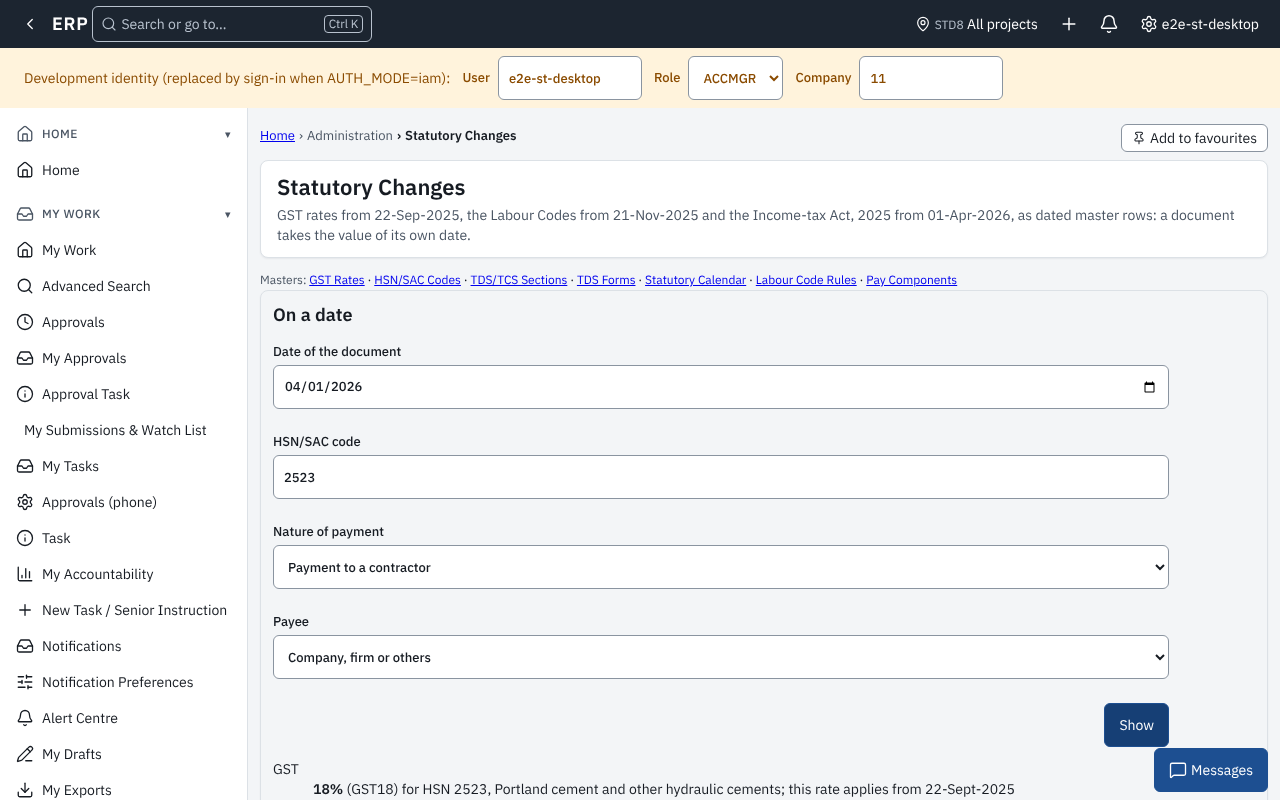 ERP
Search or go to…
Ctrl K
STD8 All projects
e2e-st-desktop
Development identity (replaced by sign-in when AUTH_MODE=iam):
User
e2e-st-desktop
Role
ACCMGR
Company
11
HOME
Home
MY WORK
My Work
Advanced Search
Approvals
My Approvals
Approval Task
My Submissions & Watch List
My Tasks
Approvals (phone)
Task
My Accountability
New Task / Senior Instruction
Notifications
Notification Preferences
Alert Centre
My Drafts
My Exports
Home › Administration › Statutory Changes
Add to favourites
Statutory Changes
GST rates from 22-Sep-2025, the Labour Codes from 21-Nov-2025 and the Income-tax Act, 2025 from 01-Apr-2026, as dated master rows: a document
takes the value of its own date.
Masters: GST Rates · HSN/SAC Codes · TDS/TCS Sections · TDS Forms · Statutory Calendar · Labour Code Rules · Pay Components
On a date
Date of the document
04/01/2026
HSN/SAC code
2523
Nature of payment
Payment to a contractor
Payee
Company, firm or others
Show
Messages
GST
18% (GST18) for HSN 2523, Portland cement and other hydraulic cements; this rate applies from 22-Sept-2025